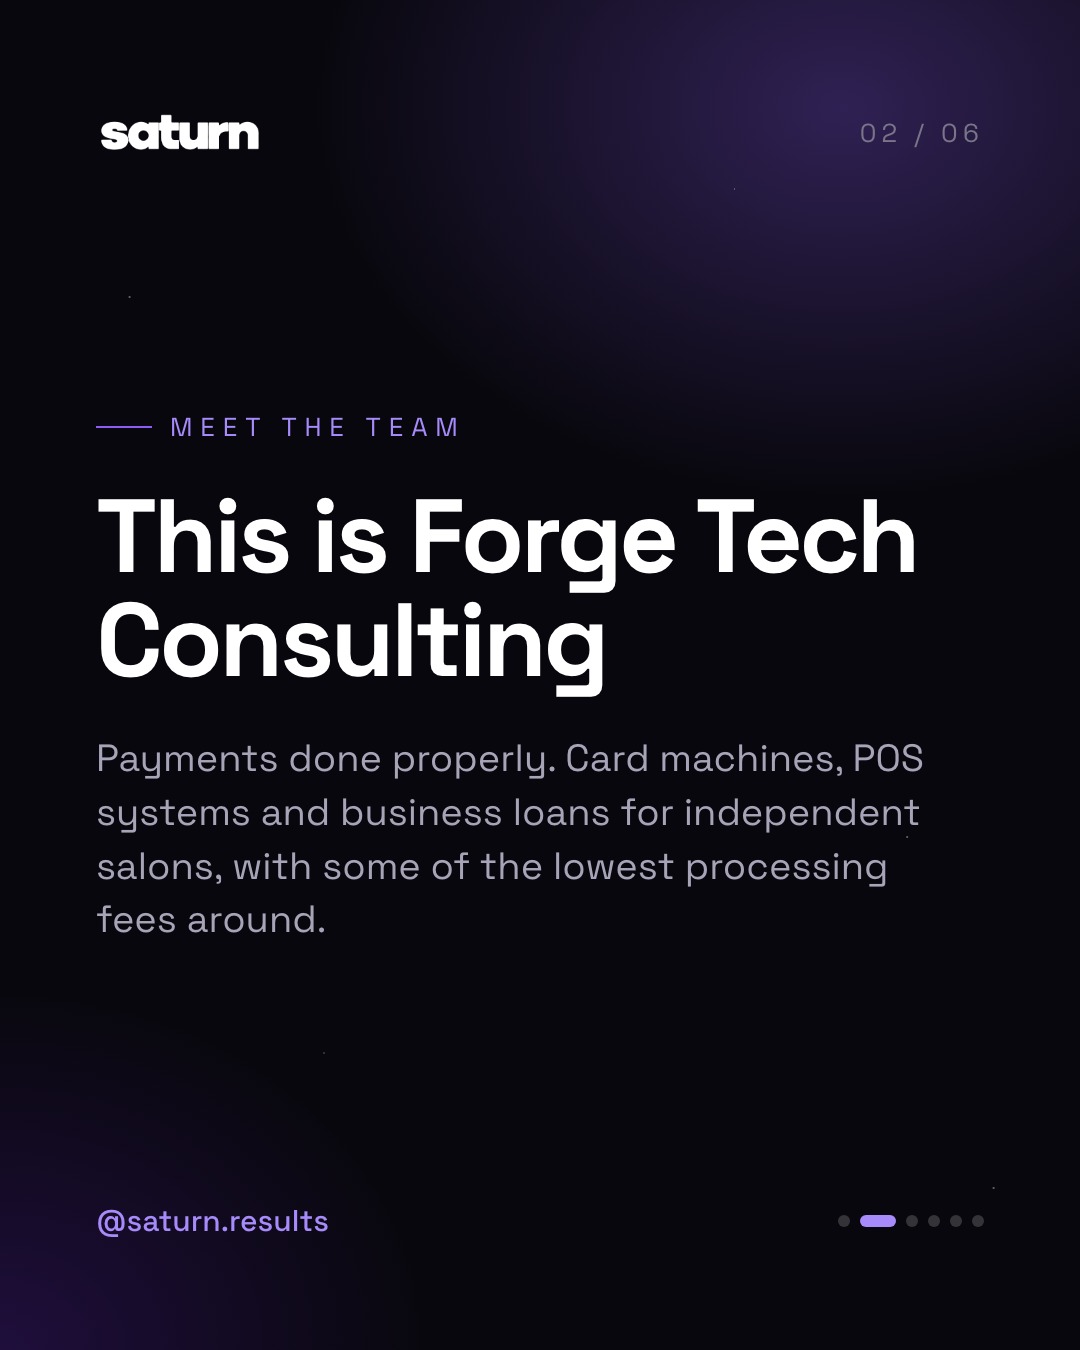 saturn
02 / 06
MEET THE TEAM
This is Forge Tech
Consulting
Payments done properly. Card machines, POS
systems and business loans for independent
salons, with some of the lowest processing
fees around.
@saturn.results